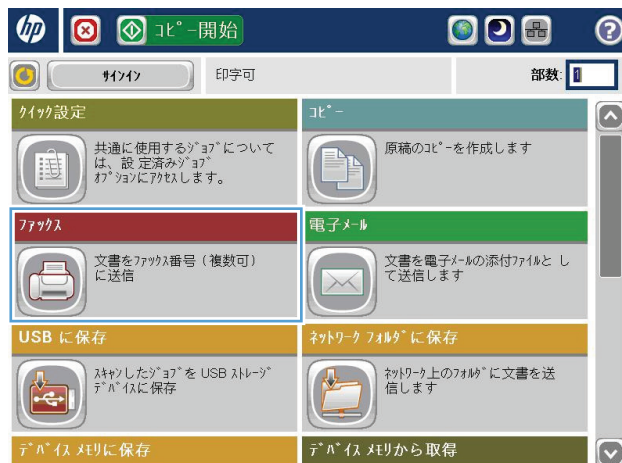 hp
ｺﾋﾟｰ開始
?
ｻｲﾝｲﾝ
印字可
部数: 1
ｸｲｯｸ設定
共通に使用するｼﾞｮﾌﾞについて
は、設 定済みｼﾞｮﾌﾞ
ｵﾌﾟｼｮﾝにｱｸｾｽしま す。
ｺﾋﾟｰ
原稿のｺﾋﾟｰを作成します
ﾌｧｯｸｽ
文書をﾌｧｯｸｽ番号（複数可）
に送信
電子ﾒｰﾙ
文書を電子ﾒｰﾙの添付ﾌｧｲﾙと し
て送信しま す
USB に保存
ｽｷｬﾝしたｼﾞｮﾌﾞを USB ｽﾄﾚｰｼﾞ
ﾃﾞﾊﾞｲｽに保存
ﾈｯﾄﾜｰｸ ﾌｫﾙﾀﾞに保存
ﾈｯﾄﾜｰｸ上のﾌｫﾙﾀﾞに文書を送
信します
ﾃﾞﾊﾞｲｽ ﾒﾓﾘに保存
ﾃﾞﾊﾞｲｽ ﾒﾓﾘから取得